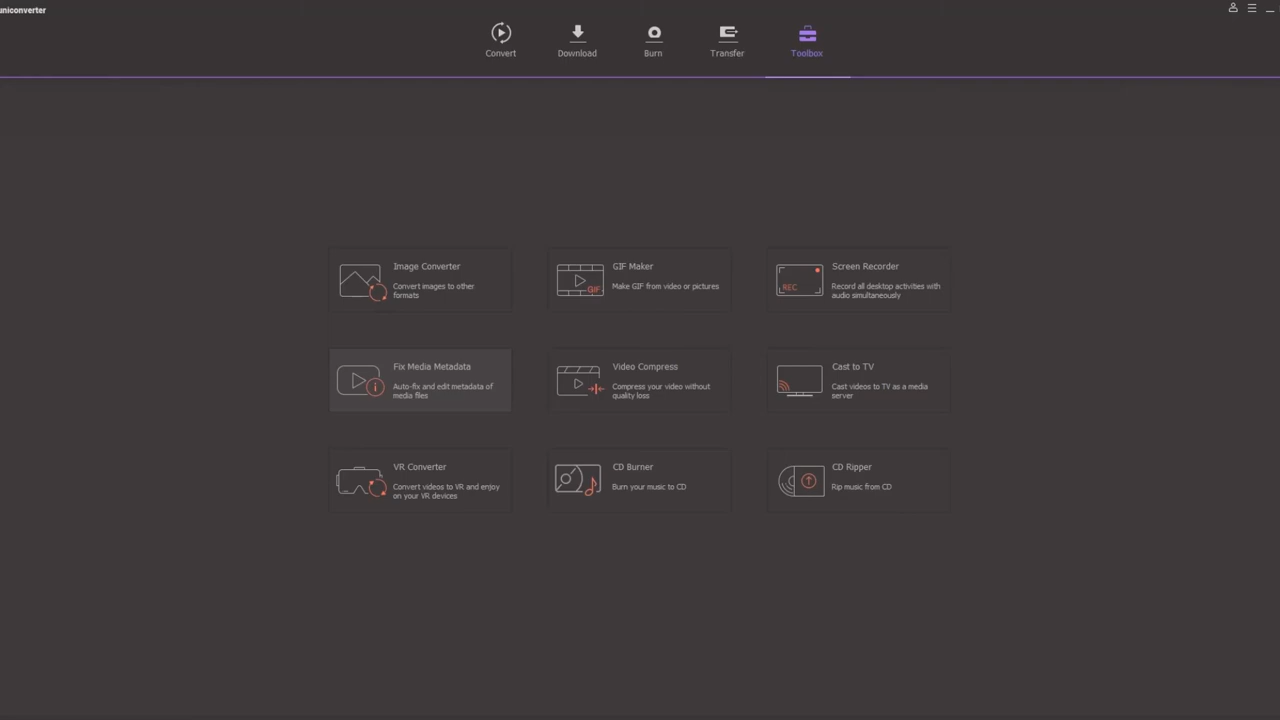 uniconverter
Convert
Download
Burn
Transfer
Toolbox
Image Converter
Convert images to other
formats
GIF Maker
Make GIF from video or pictures
GIF
Screen Recorder
Record all desktop activities with
audio simultaneously
REC
Fix Media Metadata
Auto-fix and edit metadata of
media files
Video Compress
Compress your video without
quality loss
Cast to TV
Cast videos to TV as a media
server
VR Converter
Convert videos to VR and enjoy
on your VR devices
CD Burner
Burn your music to CD
CD Ripper
Rip music from CD